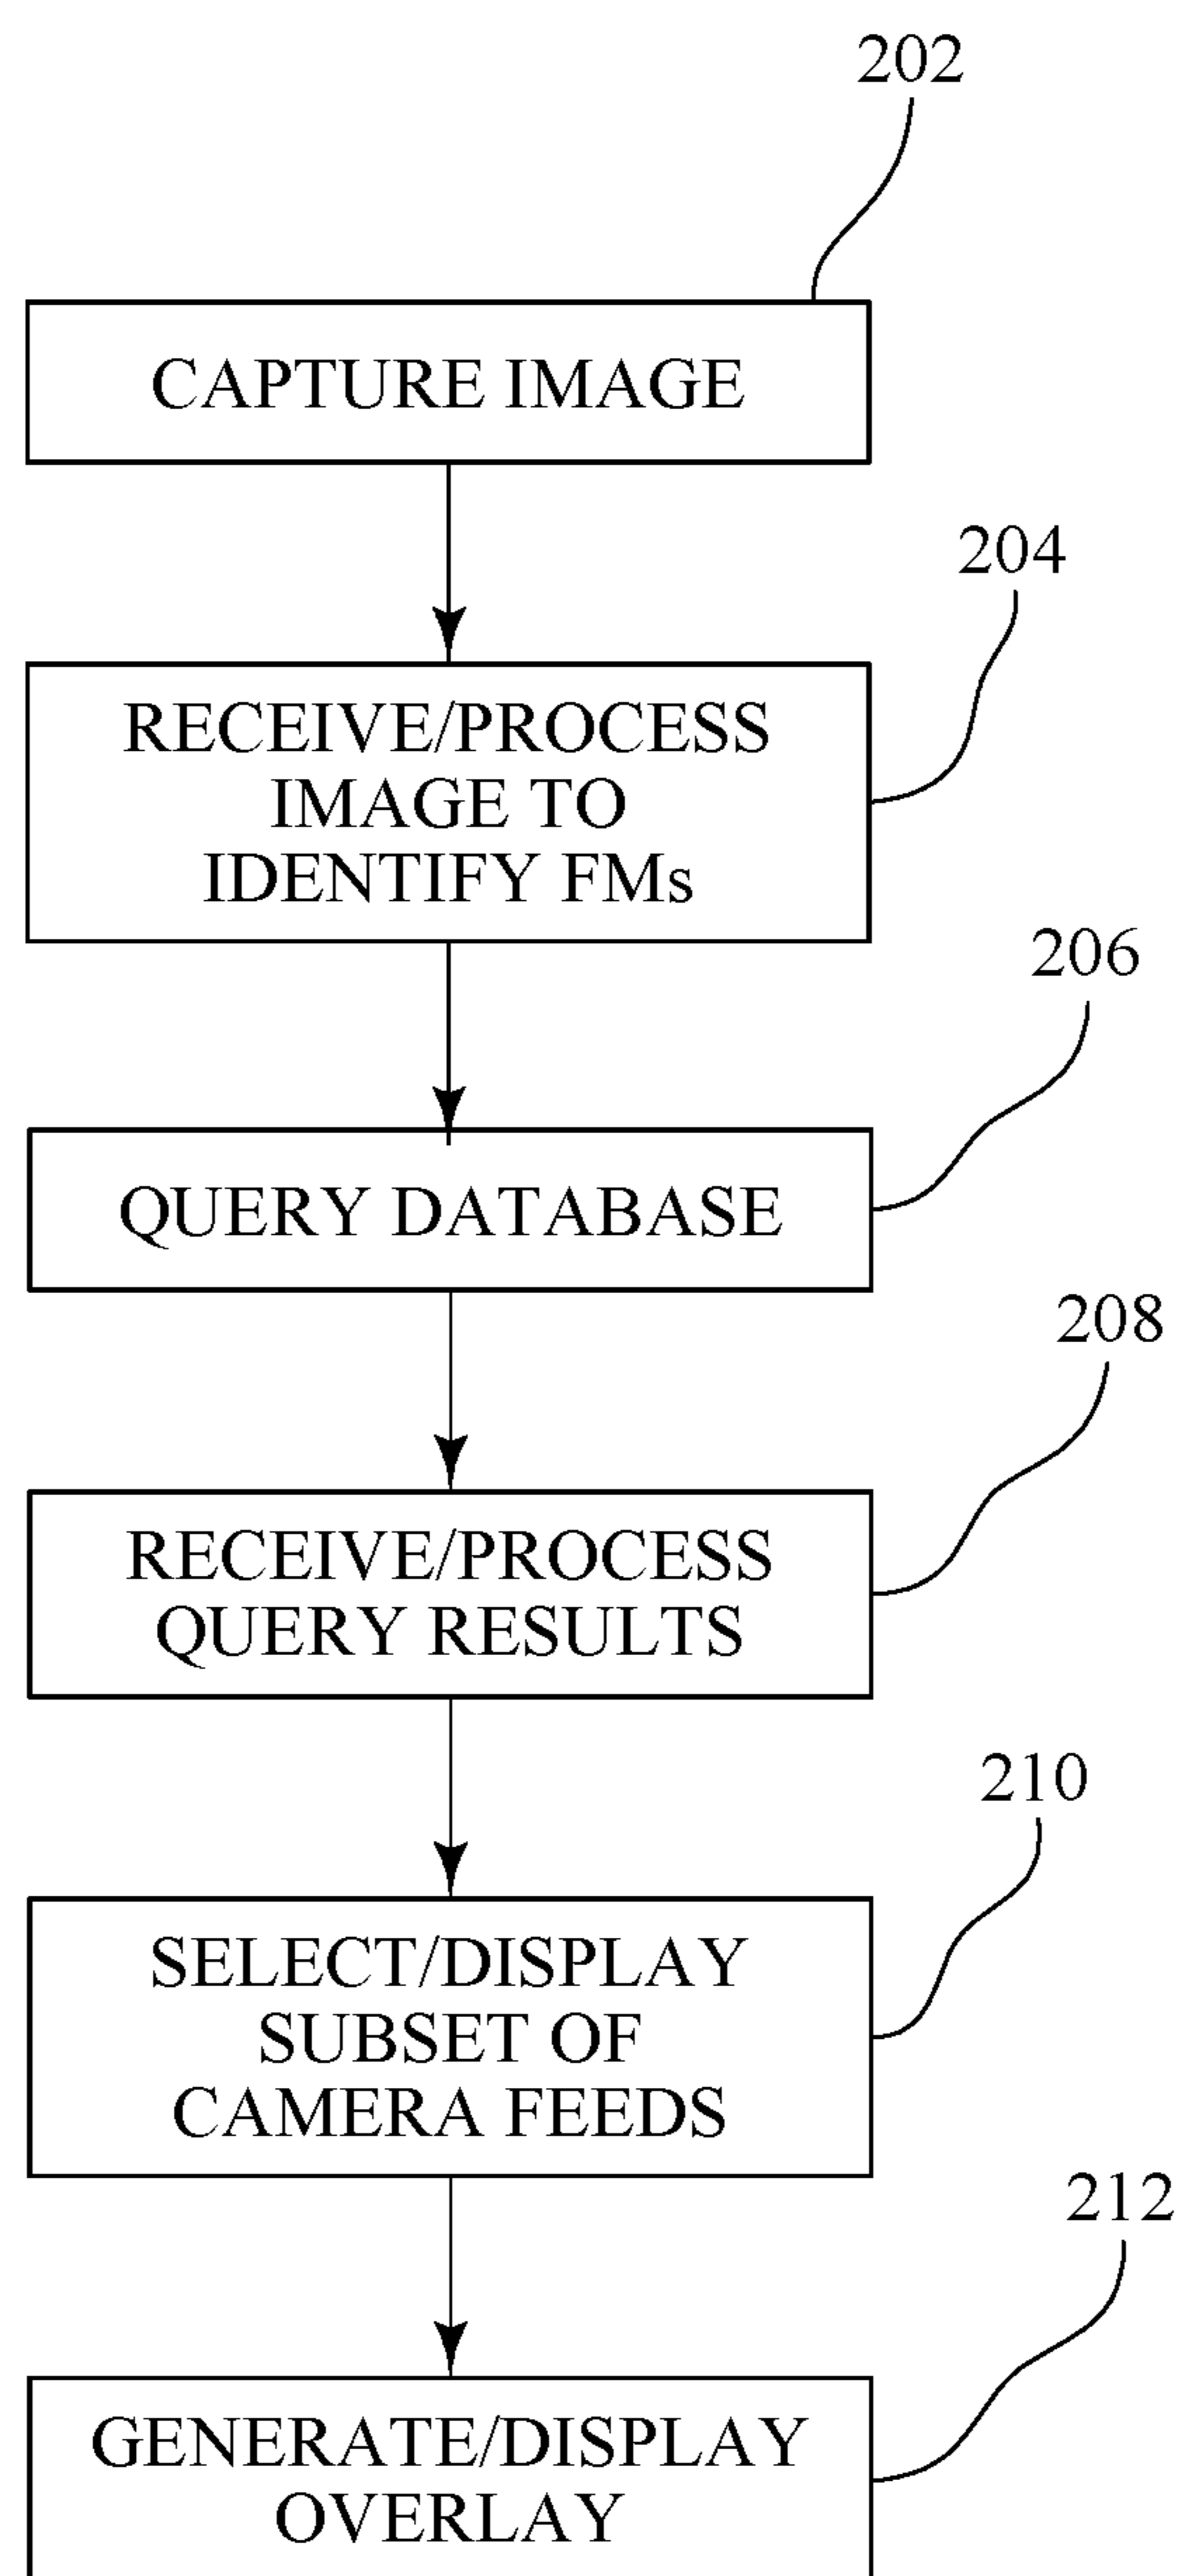 202
CAPTURE IMAGE
204
RECEIVE/PROCESS
IMAGE TO
IDENTIFY FMs
206
QUERY DATABASE
208
RECEIVE/PROCESS
QUERY RESULTS
210
SELECT/DISPLAY
SUBSET OF
CAMERA FEEDS
212
GENERATE/DISPLAY
OVERLAY